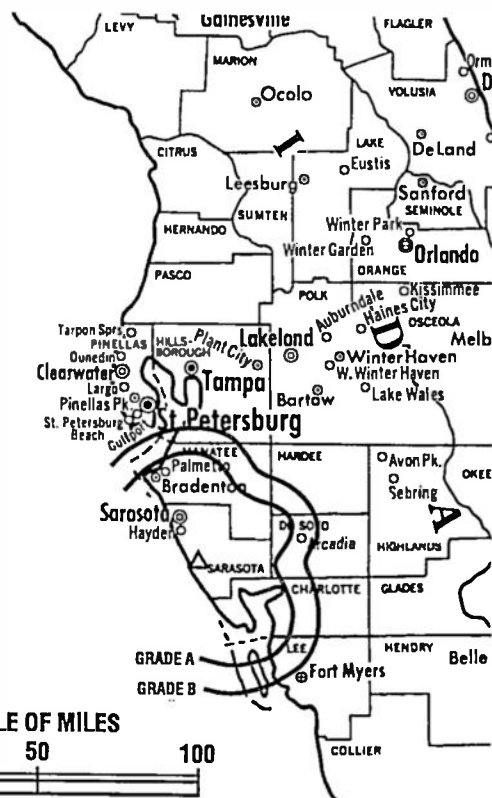 Gainesville
LEVY
FLAGLER
MARION
Orm
D
VOLUSIA
Ocolo
I
CITRUS
LAKE
DeLand
Eustis
Leesburg
Sanford
SUMTEN
SEMINOLE
HERNANDO
Winter Park
Winter Garden
Orlando
PASCO
ORANGE
POLK
Kissimmee
Auburndale
Haines City
OSCEOLA
Tarpon Sprs.
PINELLAS
HILLS-
BOROUGH
Plant City
Lakeland
D
Melb
Dunedin
Clearwater
Tampa
Winter Haven
Largo
W. Winter Haven
Bartow
Lake Wales
Pinellas Pk
St. Petersburg
St. Petersburg
Beach
Gulfport
MANATEE
HARDEE
Avon Pk.
OKEE
Palmetto
Bradenton
Sebring
A
Sarasota
DE SOTO
Hayden
Arcadia
HIGHLANDS
SARASOTA
CHARLOTTE
GLADES
LEE
HENDRY
GRADE A
Belle
GRADE B
Fort Myers
LE OF MILES
50
100
COLLIER